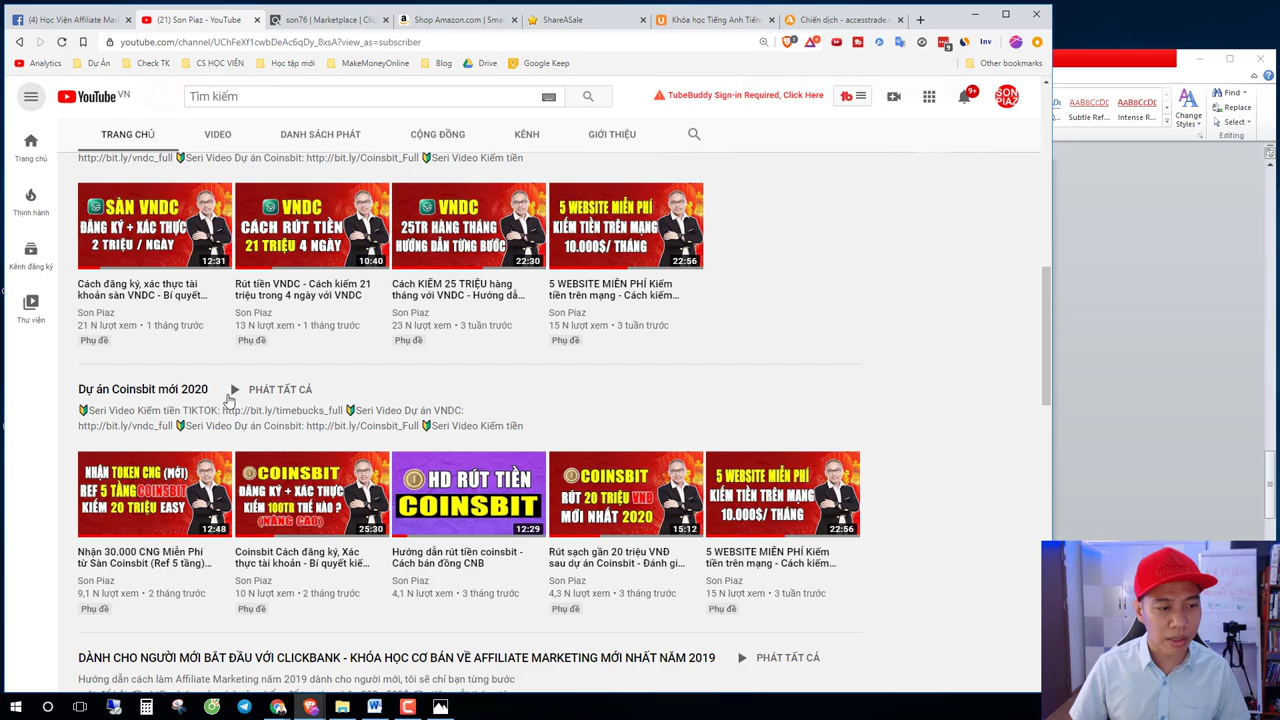 (4) Học Viện Affiliate Mark
(21) Son Piaz - YouTube
son76 | Marketplace | Clic
Shop Amazon.com | Sma
ShareASale
Khóa học Tiếng Anh Tiếng
Chiến dịch - accesstrade.v
youtube.com/channel/UChFeXf1cwbDeAc6qDy_8xsA?view_as=subscriber
Inv
Analytics
Dự Án
Check TK
CS HỌC VIÊN
Học tập mới
MakeMoneyOnline
Blog
Drive
Google Keep
Other bookmarks
YouTube VN
Tìm kiếm
TubeBuddy Sign-in Required, Click Here
9+
SON PIAZ
TRANG CHỦ
VIDEO
DANH SÁCH PHÁT
CỘNG ĐỒNG
KÊNH
GIỚI THIỆU
Trang chủ
Thịnh hành
Kênh đăng ký
Thư viện
http://bit.ly/vndc_full Seri Video Dự án Coinsbit: http://bit.ly/Coinsbit_Full Seri Video Kiếm tiền
SÀN VNDC
ĐĂNG KÝ + XÁC THỰC
2 TRIỆU / NGÀY
12:31
VNDC
CÁCH RÚT TIỀN
21 TRIỆU 4 NGÀY
10:40
VNDC
25TR HÀNG THÁNG
HƯỚNG DẪN TỪNG BƯỚC
22:30
5 WEBSITE MIỄN PHÍ
KIẾM TIỀN TRÊN MẠNG
10.000$/ THÁNG
22:56
Cách đăng ký, xác thực tài
khoản sàn VNDC - Bí quyết...
Son Piaz
21 N lượt xem • 1 tháng trước
Phụ đề
Rút tiền VNDC - Cách kiếm 21
triệu trong 4 ngày với VNDC
Son Piaz
13 N lượt xem • 1 tháng trước
Phụ đề
Cách KIẾM 25 TRIỆU hàng
tháng với VNDC - Hướng dẫ...
Son Piaz
23 N lượt xem • 3 tuần trước
Phụ đề
5 WEBSITE MIỄN PHÍ Kiếm
tiền trên mạng - Cách kiếm...
Son Piaz
15 N lượt xem • 3 tuần trước
Phụ đề
Dự án Coinsbit mới 2020
PHÁT TẤT CẢ
Seri Video Kiếm tiền TIKTOK: http://bit.ly/timebucks_full Seri Video Dự án VNDC:
http://bit.ly/vndc_full Seri Video Dự án Coinsbit: http://bit.ly/Coinsbit_Full Seri Video Kiếm tiền
NHẬN TOKEN CNG (MỚI)
REF 5 TẦNG COINSBIT
KIẾM 20 TRIỆU EASY
12:48
COINSBIT
ĐĂNG KÝ + XÁC THỰC
KIẾM 100TR THẾ NÀO ?
(NÂNG CAO)
25:30
HD RÚT TIỀN
COINSBIT
12:29
COINSBIT
RÚT 20 TRIỆU VNĐ
MỚI NHẤT 2020
15:12
5 WEBSITE MIỄN PHÍ
KIẾM TIỀN TRÊN MẠNG
10.000$/ THÁNG
22:56
Nhận 30.000 CNG Miễn Phí
từ Sàn Coinsbit (Ref 5 tầng)...
Son Piaz
9,1 N lượt xem • 2 tháng trước
Phụ đề
Coinsbit Cách đăng ký, Xác
thực tài khoản - Bí quyết kiế...
Son Piaz
10 N lượt xem • 2 tháng trước
Phụ đề
Hướng dẫn rút tiền coinsbit -
Cách bán đồng CNB
Son Piaz
4,1 N lượt xem • 3 tháng trước
Rút sạch gần 20 triệu VNĐ
sau dự án Coinsbit - Đánh gi...
Son Piaz
4,3 N lượt xem • 3 tháng trước
Phụ đề
5 WEBSITE MIỄN PHÍ Kiếm
tiền trên mạng - Cách kiếm...
Son Piaz
15 N lượt xem • 3 tuần trước
Phụ đề
DÀNH CHO NGƯỜI MỚI BẮT ĐẦU VỚI CLICKBANK - KHÓA HỌC CƠ BẢN VỀ AFFILIATE MARKETING MỚI NHẤT NĂM 2019
PHÁT TẤT CẢ
Hướng dẫn cách làm Affiliate Marketing năm 2019 dành cho người mới, tôi sẽ chỉ bạn từng bước
AaBbCcDc
AaBbCcDc
Subtle Ref...
Intense R...
Change
Styles
Find
Replace
Select
Editing